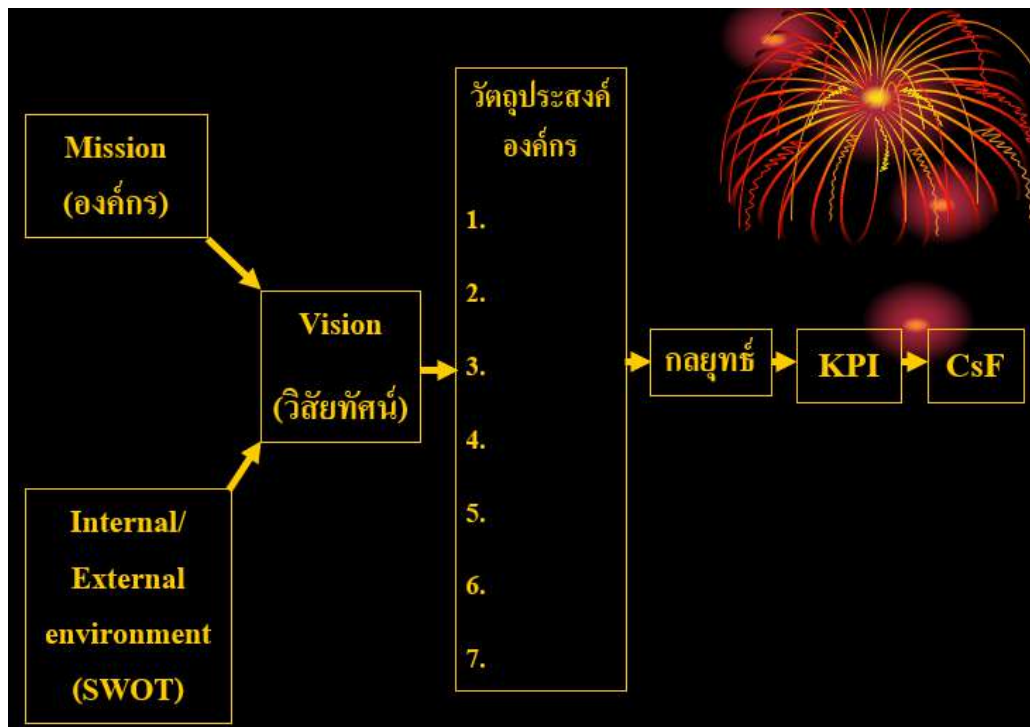 Mission
(องค์กร)
Internal/
External
environment
(SWOT)
Vision
(วิสัยทัศน์)
วัตถุประสงค์
องค์กร
1.
2.
3.
4.
5.
6.
7.
กลยุทธ์
KPI
CsF